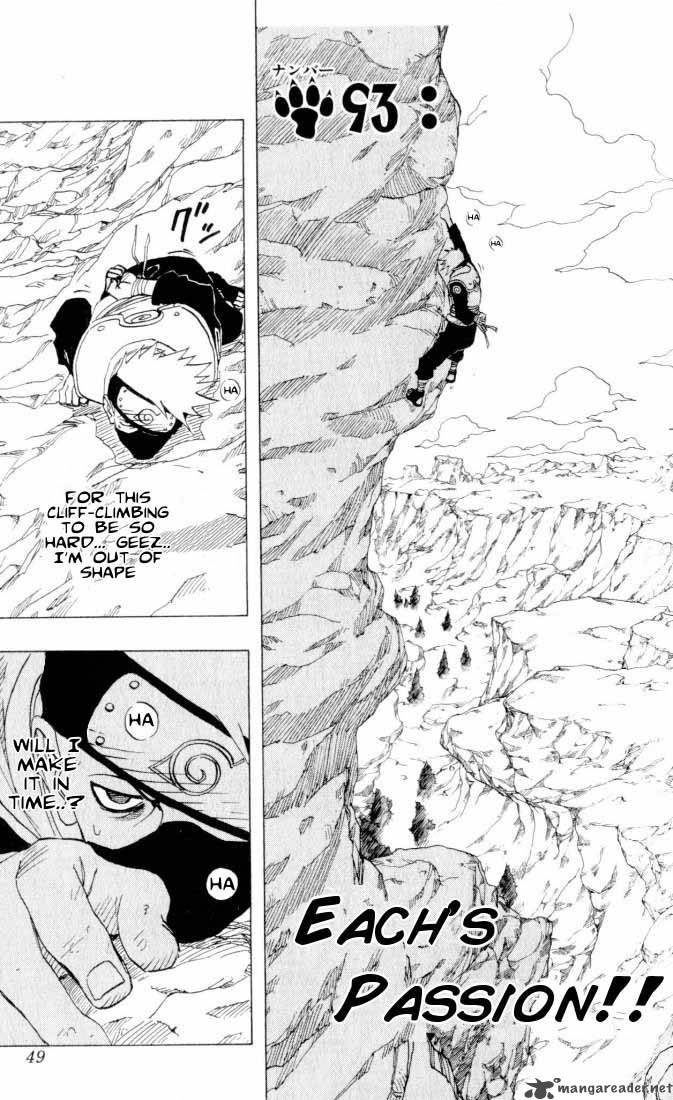 ナンバー
93:
HA
HA
EACH'S
PASSION!!
グッ
HA
FOR THIS
CLIFF-CLIMBING
TO BE SO
HARD... GEEZ..
I'M OUT OF
SHAPE
HA
WILL I
MAKE
IT IN
TIME..?
HA
49
mangareader.net